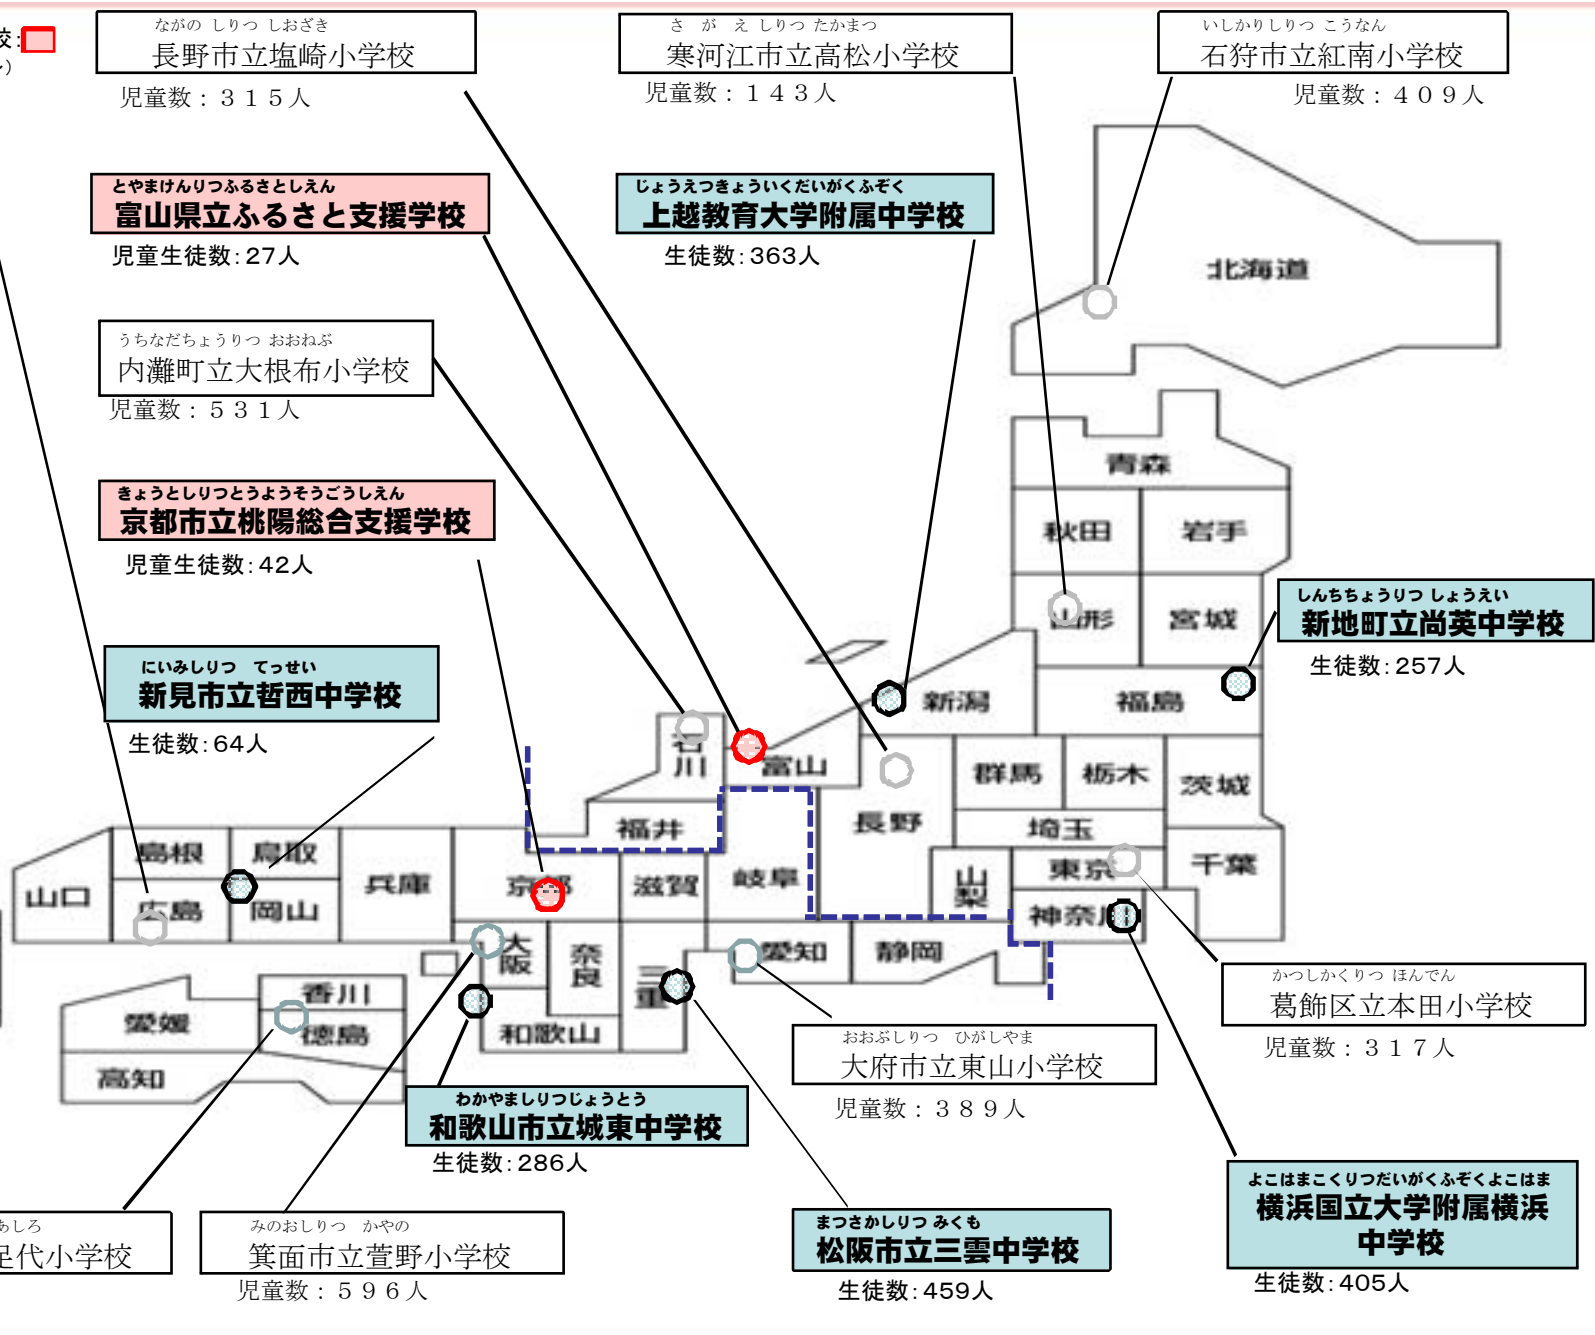 校:
ながの しりつ しおざき
長野市立塩崎小学校
児童数：３１５人
さ が え しりつ たかまつ
寒河江市立高松小学校
児童数：１４３人
いしかりしりつ こうなん
石狩市立紅南小学校
児童数：４０９人
とやまけんりつふるさとしえん
富山県立ふるさと支援学校
児童生徒数：27人
じょうえつきょういくだいがくふぞく
上越教育大学附属中学校
生徒数：363人
うちなだちょうりつ おおねぶ
内灘町立大根布小学校
児童数：５３１人
きょうとしりつとうようそうごうしえん
京都市立桃陽総合支援学校
児童生徒数：42人
しんちちょうりつ しょうえい
新地町立尚英中学校
生徒数：257人
にいみしりつ てっせい
新見市立哲西中学校
生徒数：64人
北海道
青森
秋田
岩手
山形
宮城
新潟
福島
石川
富山
群馬
栃木
茨城
福井
長野
埼玉
島根
鳥取
兵庫
京都
滋賀
岐阜
山梨
東京
千葉
山口
広島
岡山
神奈川
大阪
奈良
三重
愛知
静岡
香川
愛媛
徳島
和歌山
高知
かつしかくりつ ほんでん
葛飾区立本田小学校
児童数：３１７人
おおぶしりつ ひがしやま
大府市立東山小学校
児童数：３８９人
わかやましりつじょうとう
和歌山市立城東中学校
生徒数：286人
よこはまこくりつだいがくふぞくよこはま
横浜国立大学附属横浜
中学校
生徒数：405人
あしろ
足代小学校
みのおしりつ かやの
箕面市立萱野小学校
児童数：５９６人
まつさかしりつ みくも
松阪市立三雲中学校
生徒数：459人